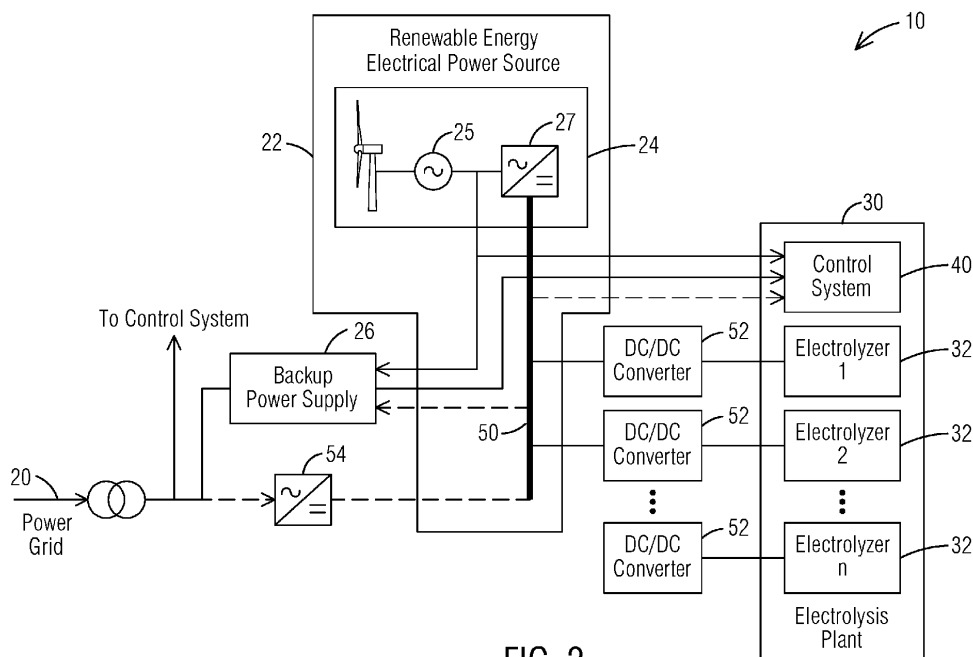 10
Renewable Energy
Electrical Power Source
22
25
27
24
30
Control
System
40
To Control System
26
Backup
Power Supply
50
52
DC/DC
Converter
Electrolyzer
1
32
52
DC/DC
Converter
Electrolyzer
2
32
20
Power
Grid
54
52
DC/DC
Converter
Electrolyzer
n
32
Electrolysis
Plant
FIG. 2